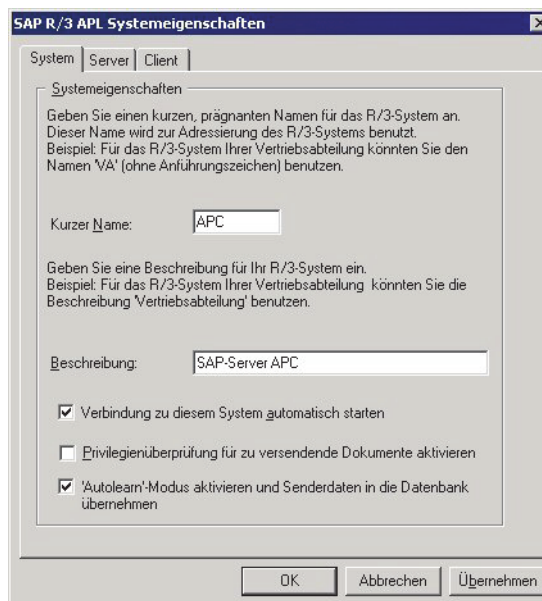 SAP R/3 APL Systemeigenschaften
System Server Client
Systemeigenschaften
Geben Sie einen kurzen, prägnanten Namen für das R/3-System an.
Dieser Name wird zur Adressierung des R/3-Systems benutzt.
Beispiel: Für das R/3-System Ihrer Vertriebsabteilung könnten Sie den
Namen 'VA' (ohne Anführungszeichen) benutzen.
Kurzer Name: APC
Geben Sie eine Beschreibung für Ihr R/3-System ein.
Beispiel: Für das R/3-System Ihrer Vertriebsabteilung könnten Sie die
Beschreibung 'Vertriebsabteilung' benutzen.
Beschreibung: SAP-Server APC
Verbindung zu diesem System automatisch starten
Privilegienüberprüfung für zu versendende Dokumente aktivieren
'Autolearn'-Modus aktivieren und Senderdaten in die Datenbank
übernehmen
OK Abbrechen Übernehmen